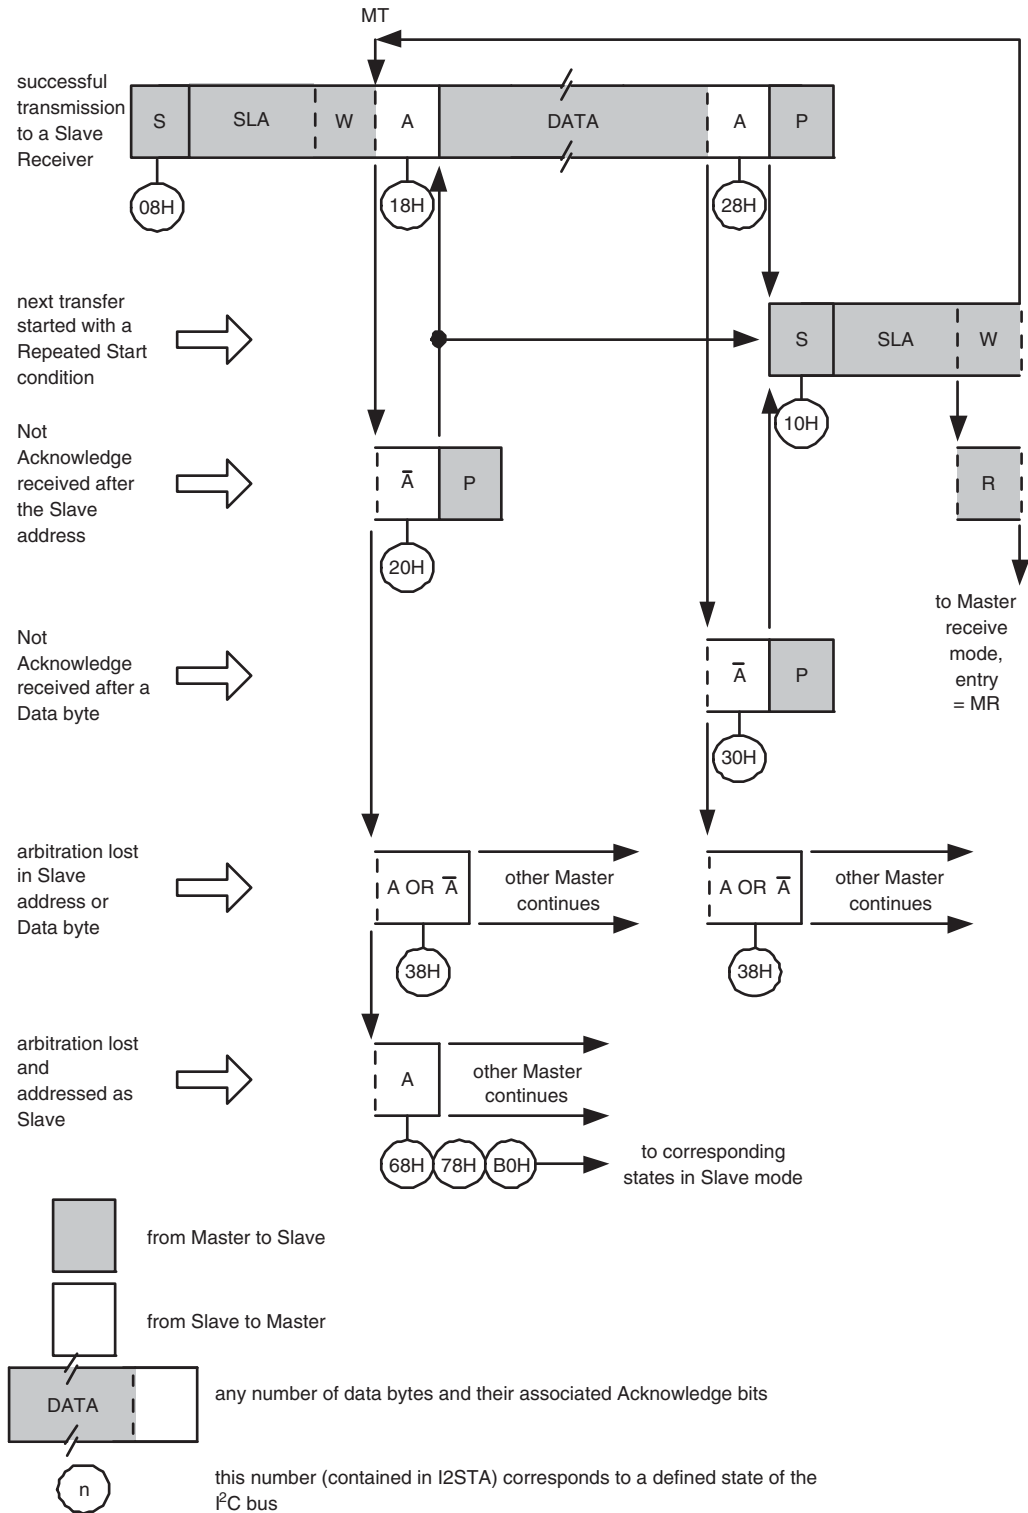 MT
successful
transmission
to a Slave
Receiver
S SLA W A DATA A P
08H 18H 28H
next transfer
started with a
Repeated Start
condition
S SLA W
10H
Not
Acknowledge
received after
the Slave
address
A̅ P
R
20H
to Master
receive
mode,
entry
= MR
Not
Acknowledge
received after a
Data byte
A̅ P
30H
arbitration lost
in Slave
address or
Data byte
A OR A̅
other Master
continues
A OR A̅
other Master
continues
38H 38H
arbitration lost
and
addressed as
Slave
A
other Master
continues
68H 78H B0H
to corresponding
states in Slave mode
from Master to Slave
from Slave to Master
DATA
any number of data bytes and their associated Acknowledge bits
n
this number (contained in I2STA) corresponds to a defined state of the
I²C bus